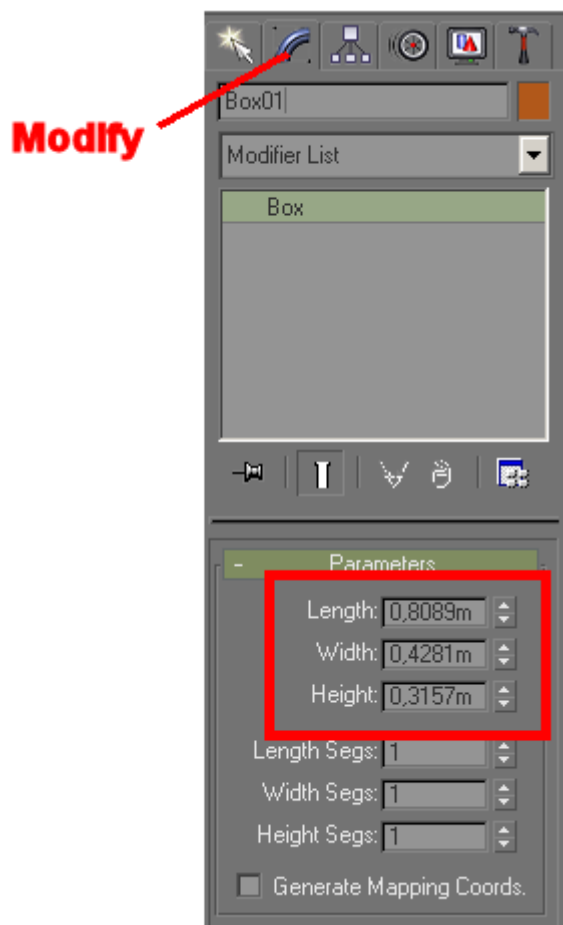 Modify
Box01
Modifier List
Box
- Parameters
Length: 0,8089m
Width: 0,4281m
Height: 0,3157m
Length Segs: 1
Width Segs: 1
Height Segs: 1
Generate Mapping Coords.